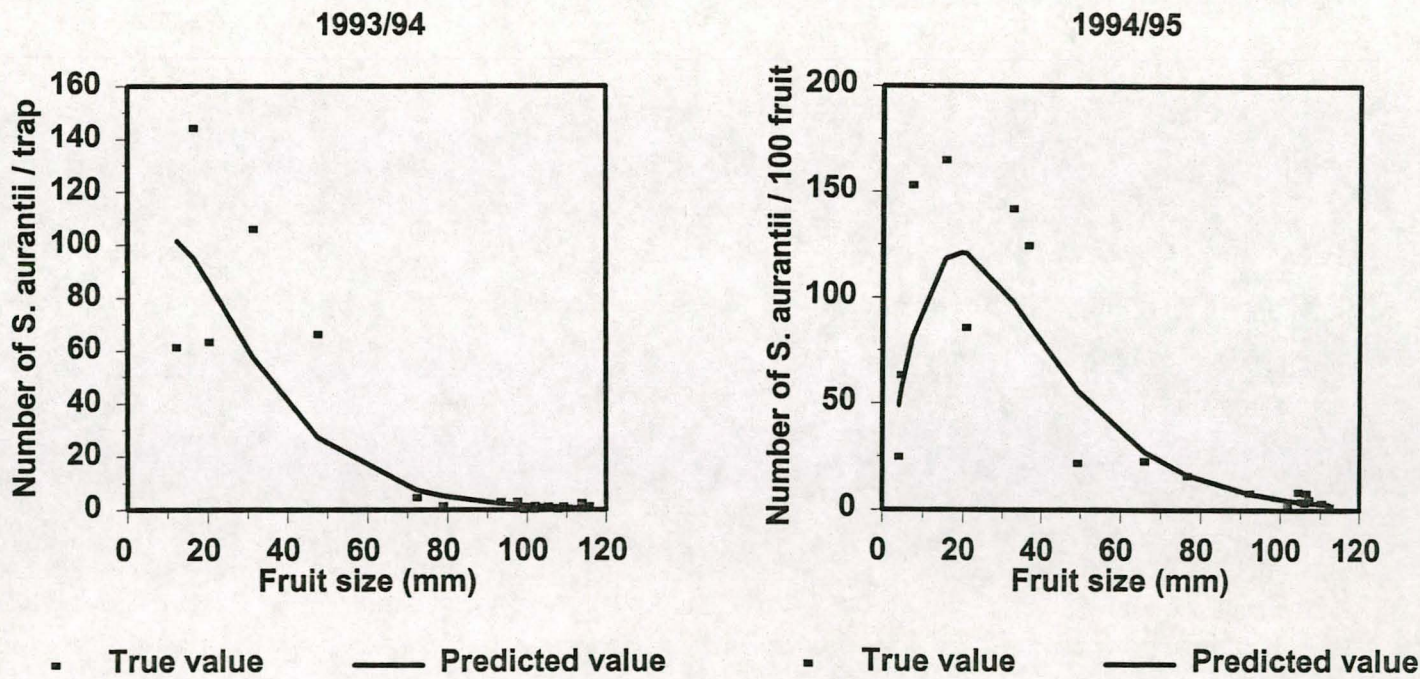 1993/94
Number of S. aurantii / trap
160
140
120
100
80
60
40
20
0
0 20 40 60 80 100 120
Fruit size (mm)
True value Predicted value
1994/95
Number of S. aurantii / 100 fruit
200
150
100
50
0
0 20 40 60 80 100 120
Fruit size (mm)
True value Predicted value